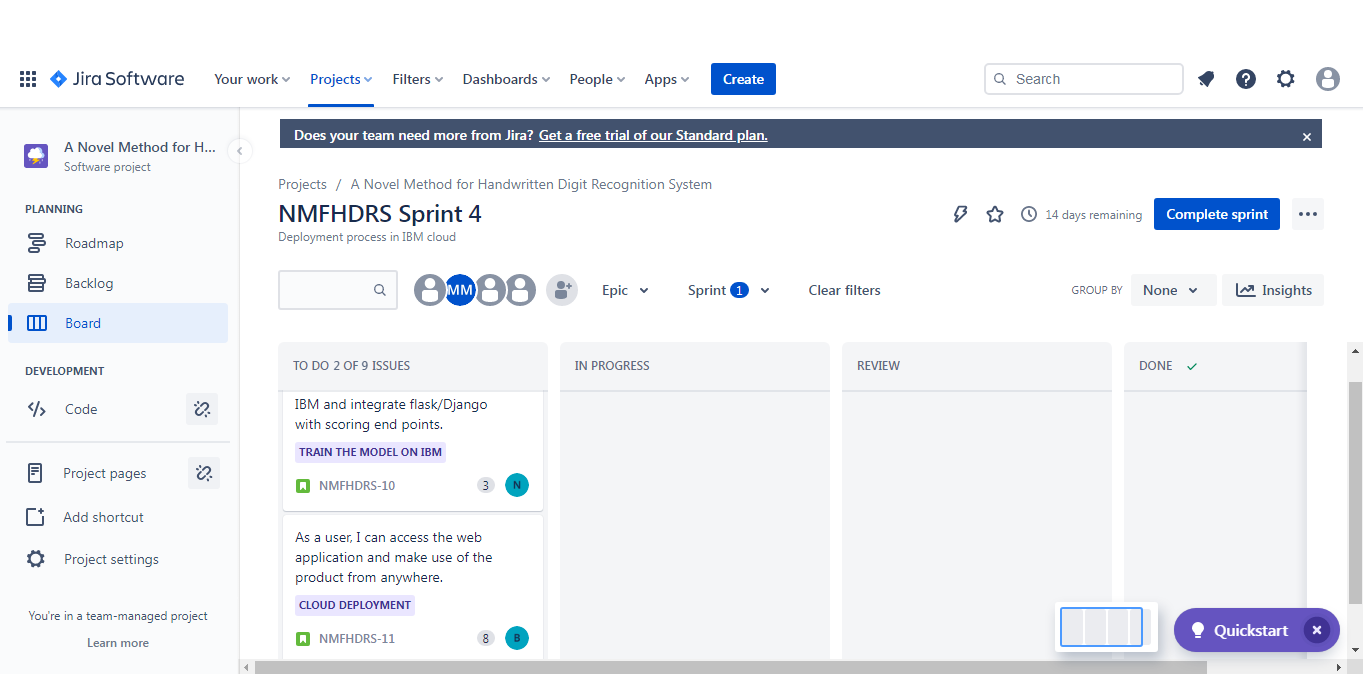 Jira Software
Your work
Projects
Filters
Dashboards
People
Apps
Create
Search
A Novel Method for H...
Software project
PLANNING
Roadmap
Backlog
Board
DEVELOPMENT
Code
Project pages
Add shortcut
Project settings
You're in a team-managed project
Learn more
Does your team need more from Jira? Get a free trial of our Standard plan.
Projects / A Novel Method for Handwritten Digit Recognition System
NMFHDRS Sprint 4
14 days remaining
Complete sprint
Deployment process in IBM cloud
MM
Epic
Sprint 1
Clear filters
GROUP BY
None
Insights
TO DO 2 OF 9 ISSUES
IBM and integrate flask/Django
with scoring end points.
TRAIN THE MODEL ON IBM
NMFHDRS-10
3
N
As a user, I can access the web
application and make use of the
product from anywhere.
CLOUD DEPLOYMENT
NMFHDRS-11
8
B
IN PROGRESS
REVIEW
DONE
Quickstart